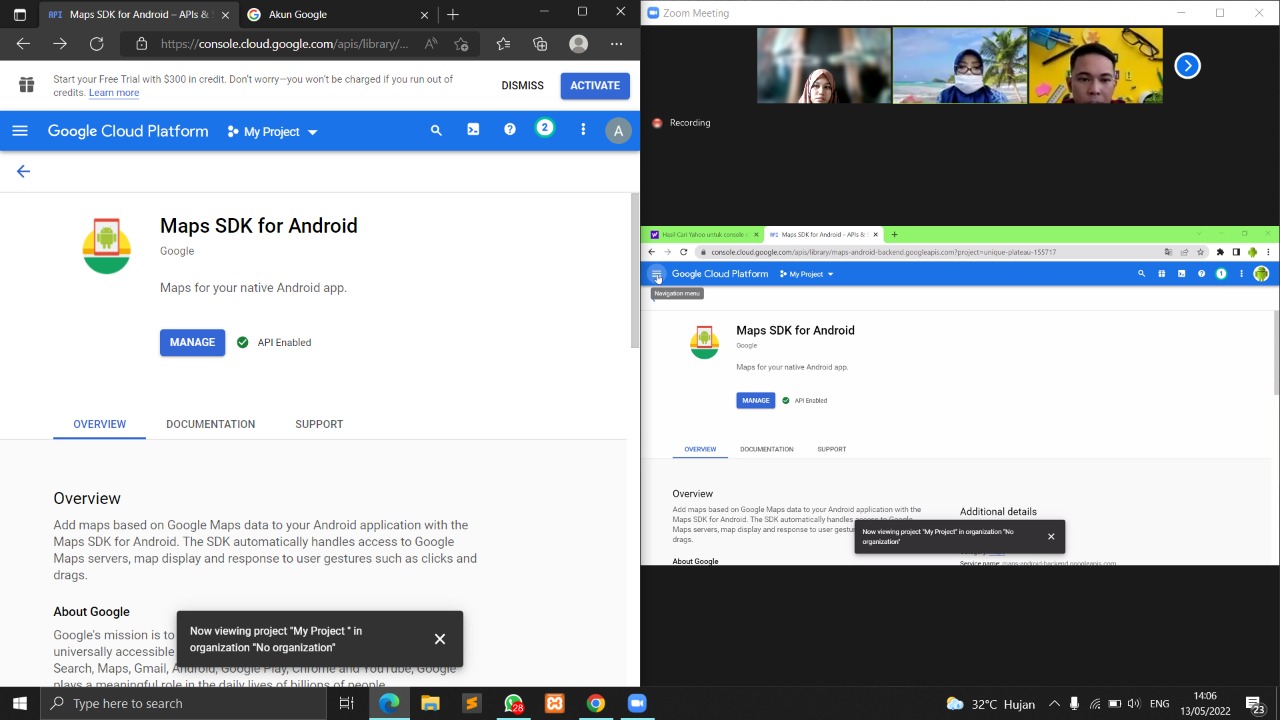 API
Maps SDK for Android – APIs &
Akun Google
https://console.cloud.google.com/apis/library/...
Start your Free Trial with $300 in credit. Don't worry—you won't be charged if you run out of
credits. Learn more
DISMISS
ACTIVATE
Google Cloud Platform
My Project
2
A
Maps SDK for Android
Google
Maps for your native Android app.
MANAGE
API Enabled
OVERVIEW
DOCUMENTATION
SUPPORT
Overview
Add maps based on Google Maps data to your Android application with the
Maps SDK for Android. The SDK automatically handles access to Google
Maps servers, map display and response to user gestures such as clicks and
drags.
About Google
Google's mission is to
universally accessible
Search, Maps, Gmail, Android, Google Play, Chrome and YouTube, Google
plays a meaningful role in the daily lives of billions of people.
Now viewing project "My Project " in
organization "No organization"
Zoom Meeting
Recording
Hasil Cari Yahoo untuk console
API
Maps SDK for Android – APIs &
console.cloud.google.com/apis/library/maps-android-backend.googleapis.com?project=unique-plateau-155717
Google Cloud Platform
My Project
1
Navigation menu
Maps SDK for Android
Google
Maps for your native Android app.
MANAGE
API Enabled
OVERVIEW
DOCUMENTATION
SUPPORT
Overview
Add maps based on Google Maps data to your Android application with the
Maps SDK for Android. The SDK automatically handles access to Google
Maps servers, map display and response to user
drags.
About Google
Additional details
Service name: maps-android-backend.googleapis.com
Now viewing project "My Project" in organization "No
organization"
Type here to search
28
32°C Hujan
ENG
14:06
13/05/2022
23